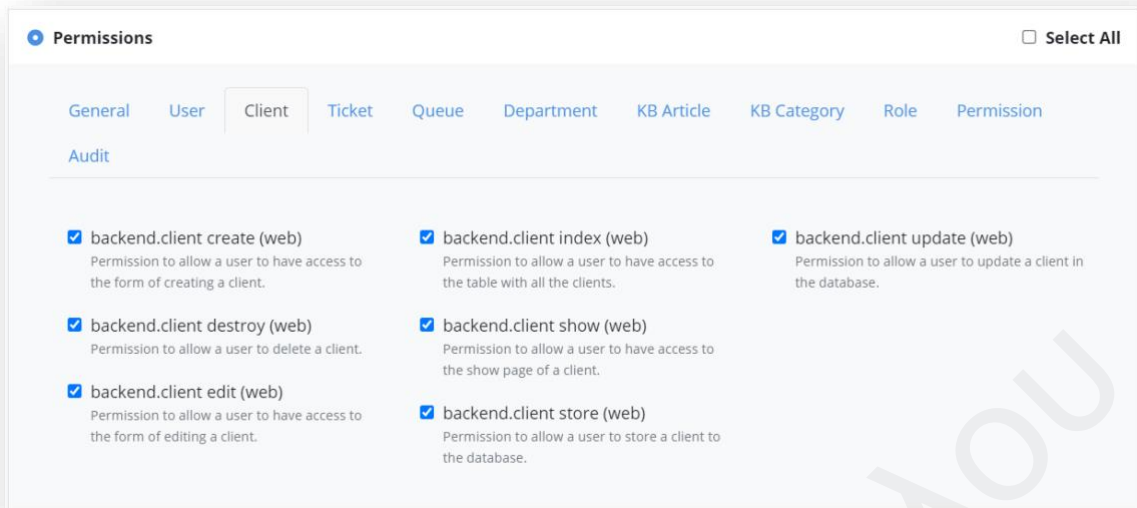 Permissions
Select All
General User Client Ticket Queue Department KB Article KB Category Role Permission
Audit
backend.client create (web)
Permission to allow a user to have access to
the form of creating a client.
backend.client destroy (web)
Permission to allow a user to delete a client.
backend.client edit (web)
Permission to allow a user to have access to
the form of editing a client.
backend.client index (web)
Permission to allow a user to have access to
the table with all the clients.
backend.client show (web)
Permission to allow a user to have access to
the show page of a client.
backend.client store (web)
Permission to allow a user to store a client to
the database.
backend.client update (web)
Permission to allow a user to update a client in
the database.